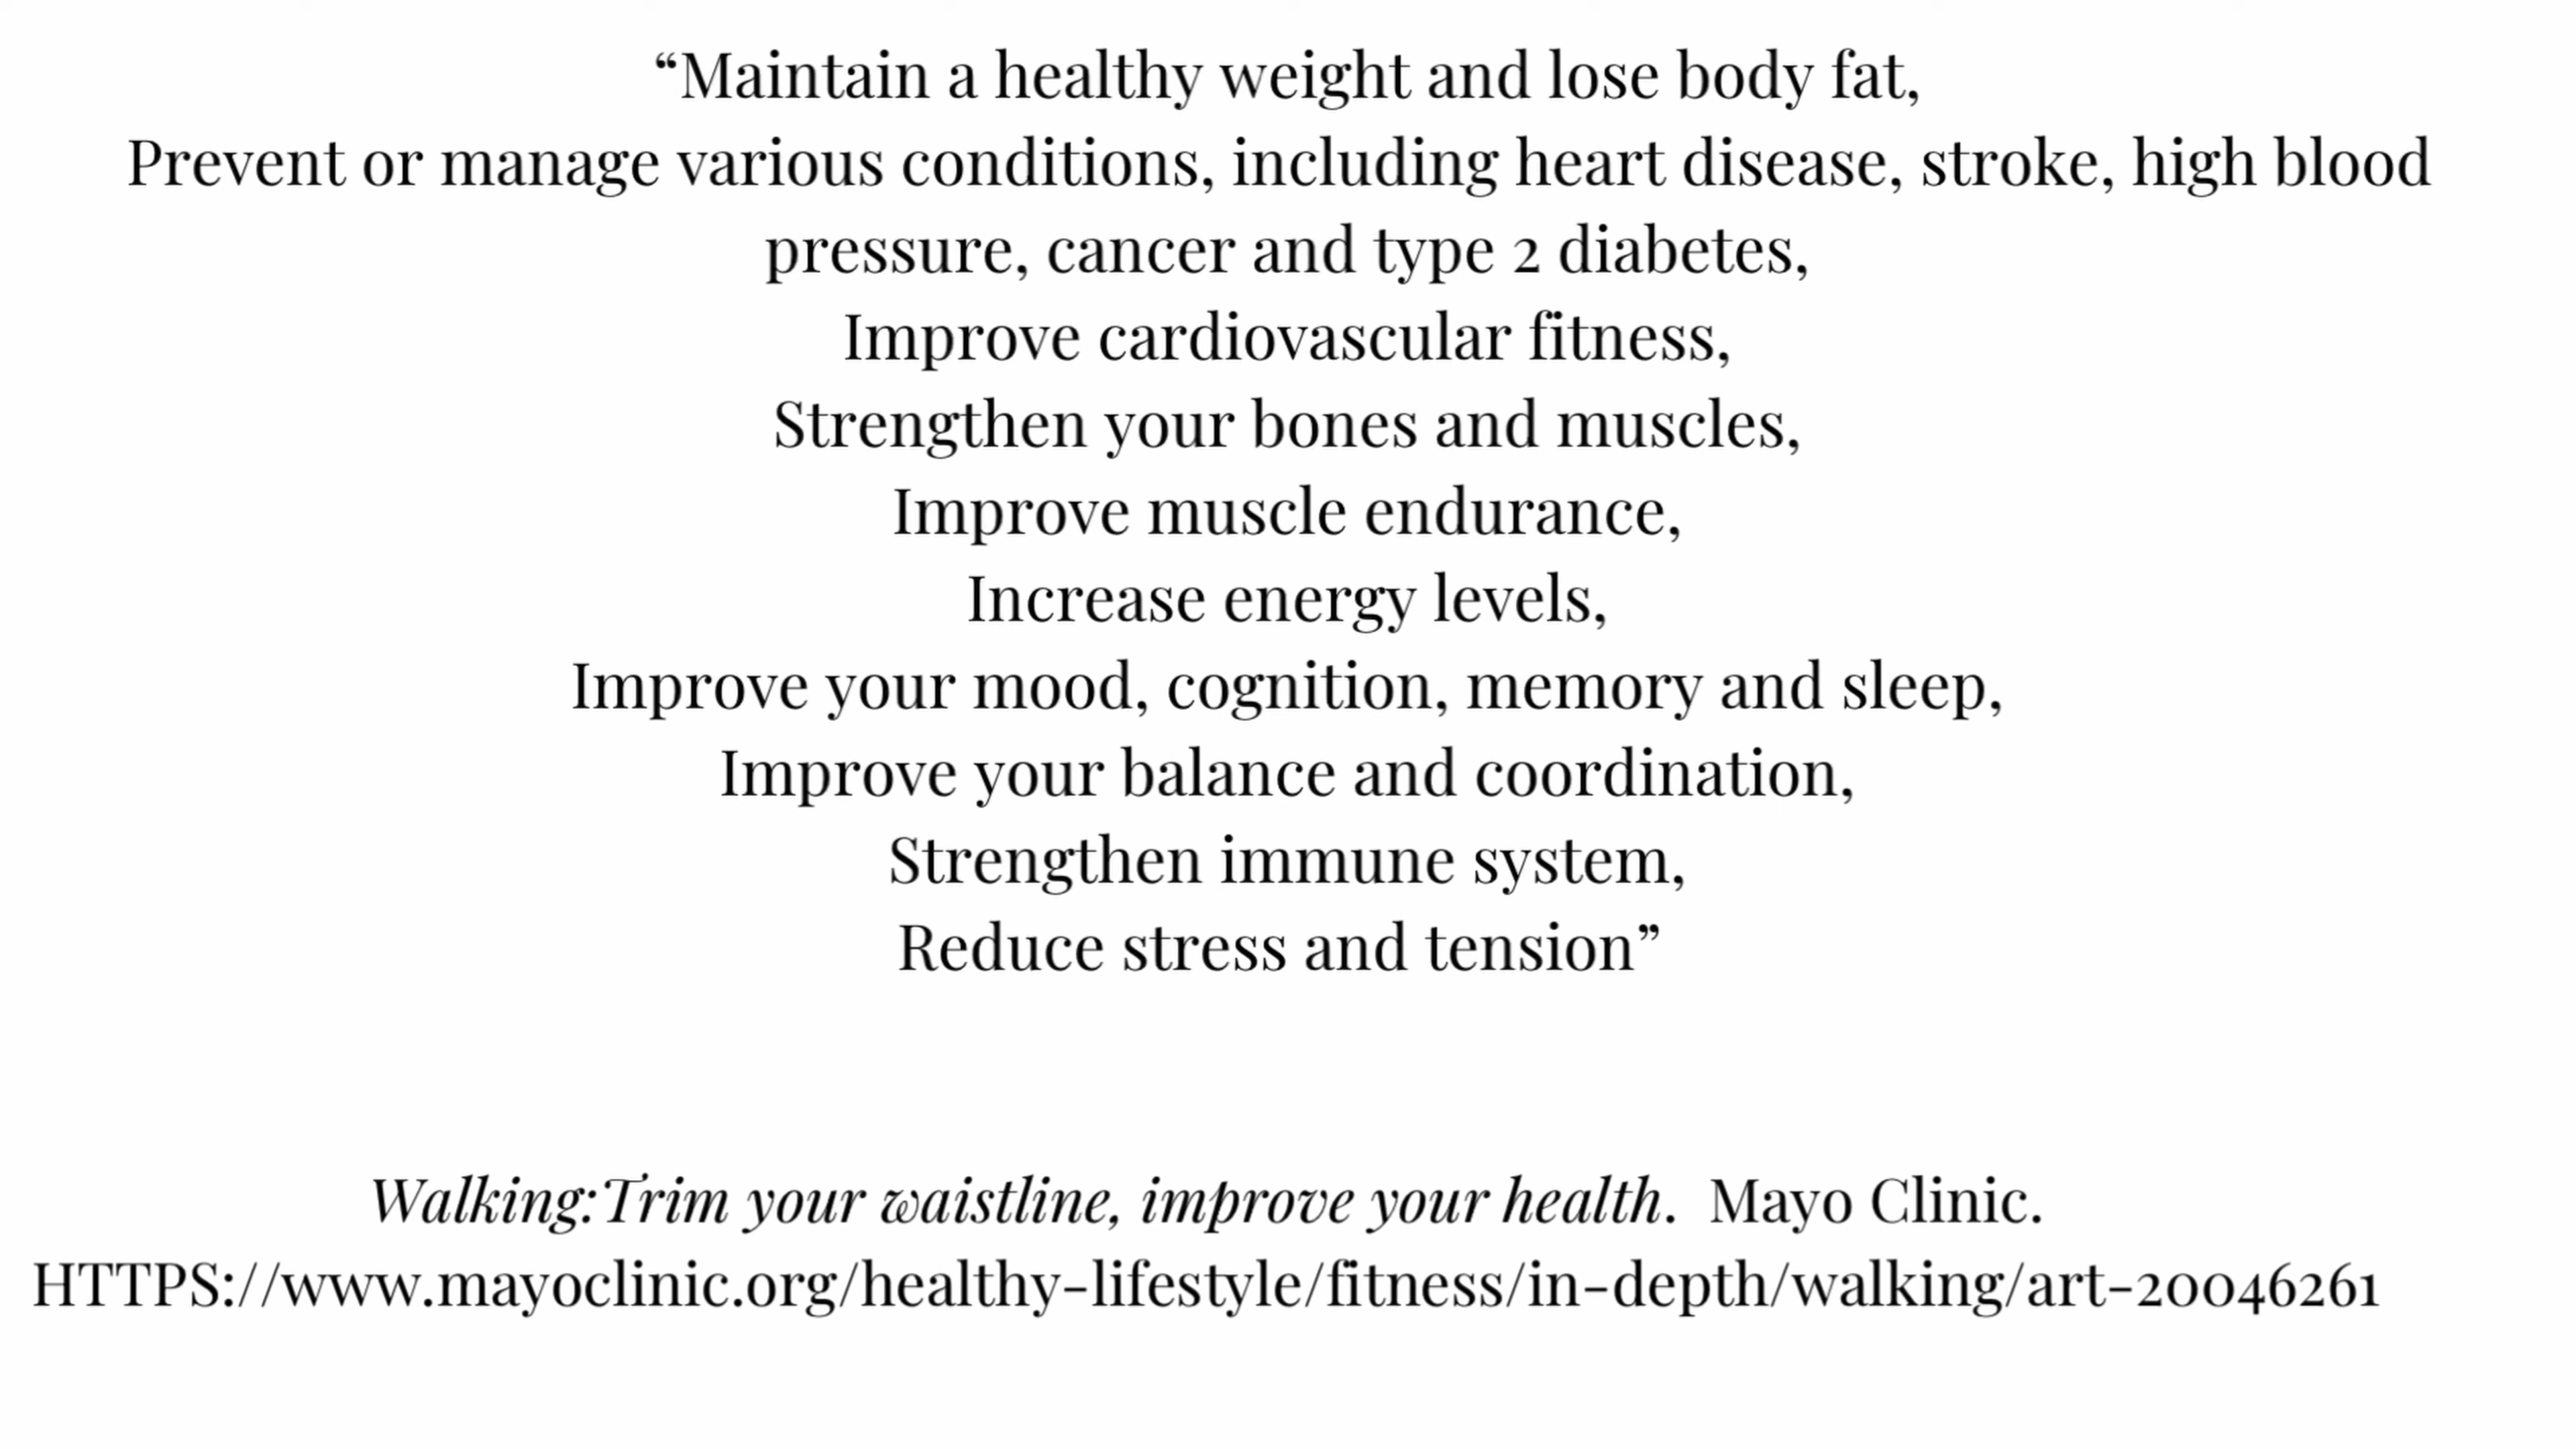 “Maintain a healthy weight and lose body fat,
Prevent or manage various conditions, including heart disease, stroke, high blood
pressure, cancer and type 2 diabetes,
Improve cardiovascular fitness,
Strengthen your bones and muscles,
Improve muscle endurance,
Increase energy levels,
Improve your mood, cognition, memory and sleep,
Improve your balance and coordination,
Strengthen immune system,
Reduce stress and tension”
Walking:Trim your waistline, improve your health.  Mayo Clinic.
HTTPS://www.mayoclinic.org/healthy-lifestyle/fitness/in-depth/walking/art-20046261